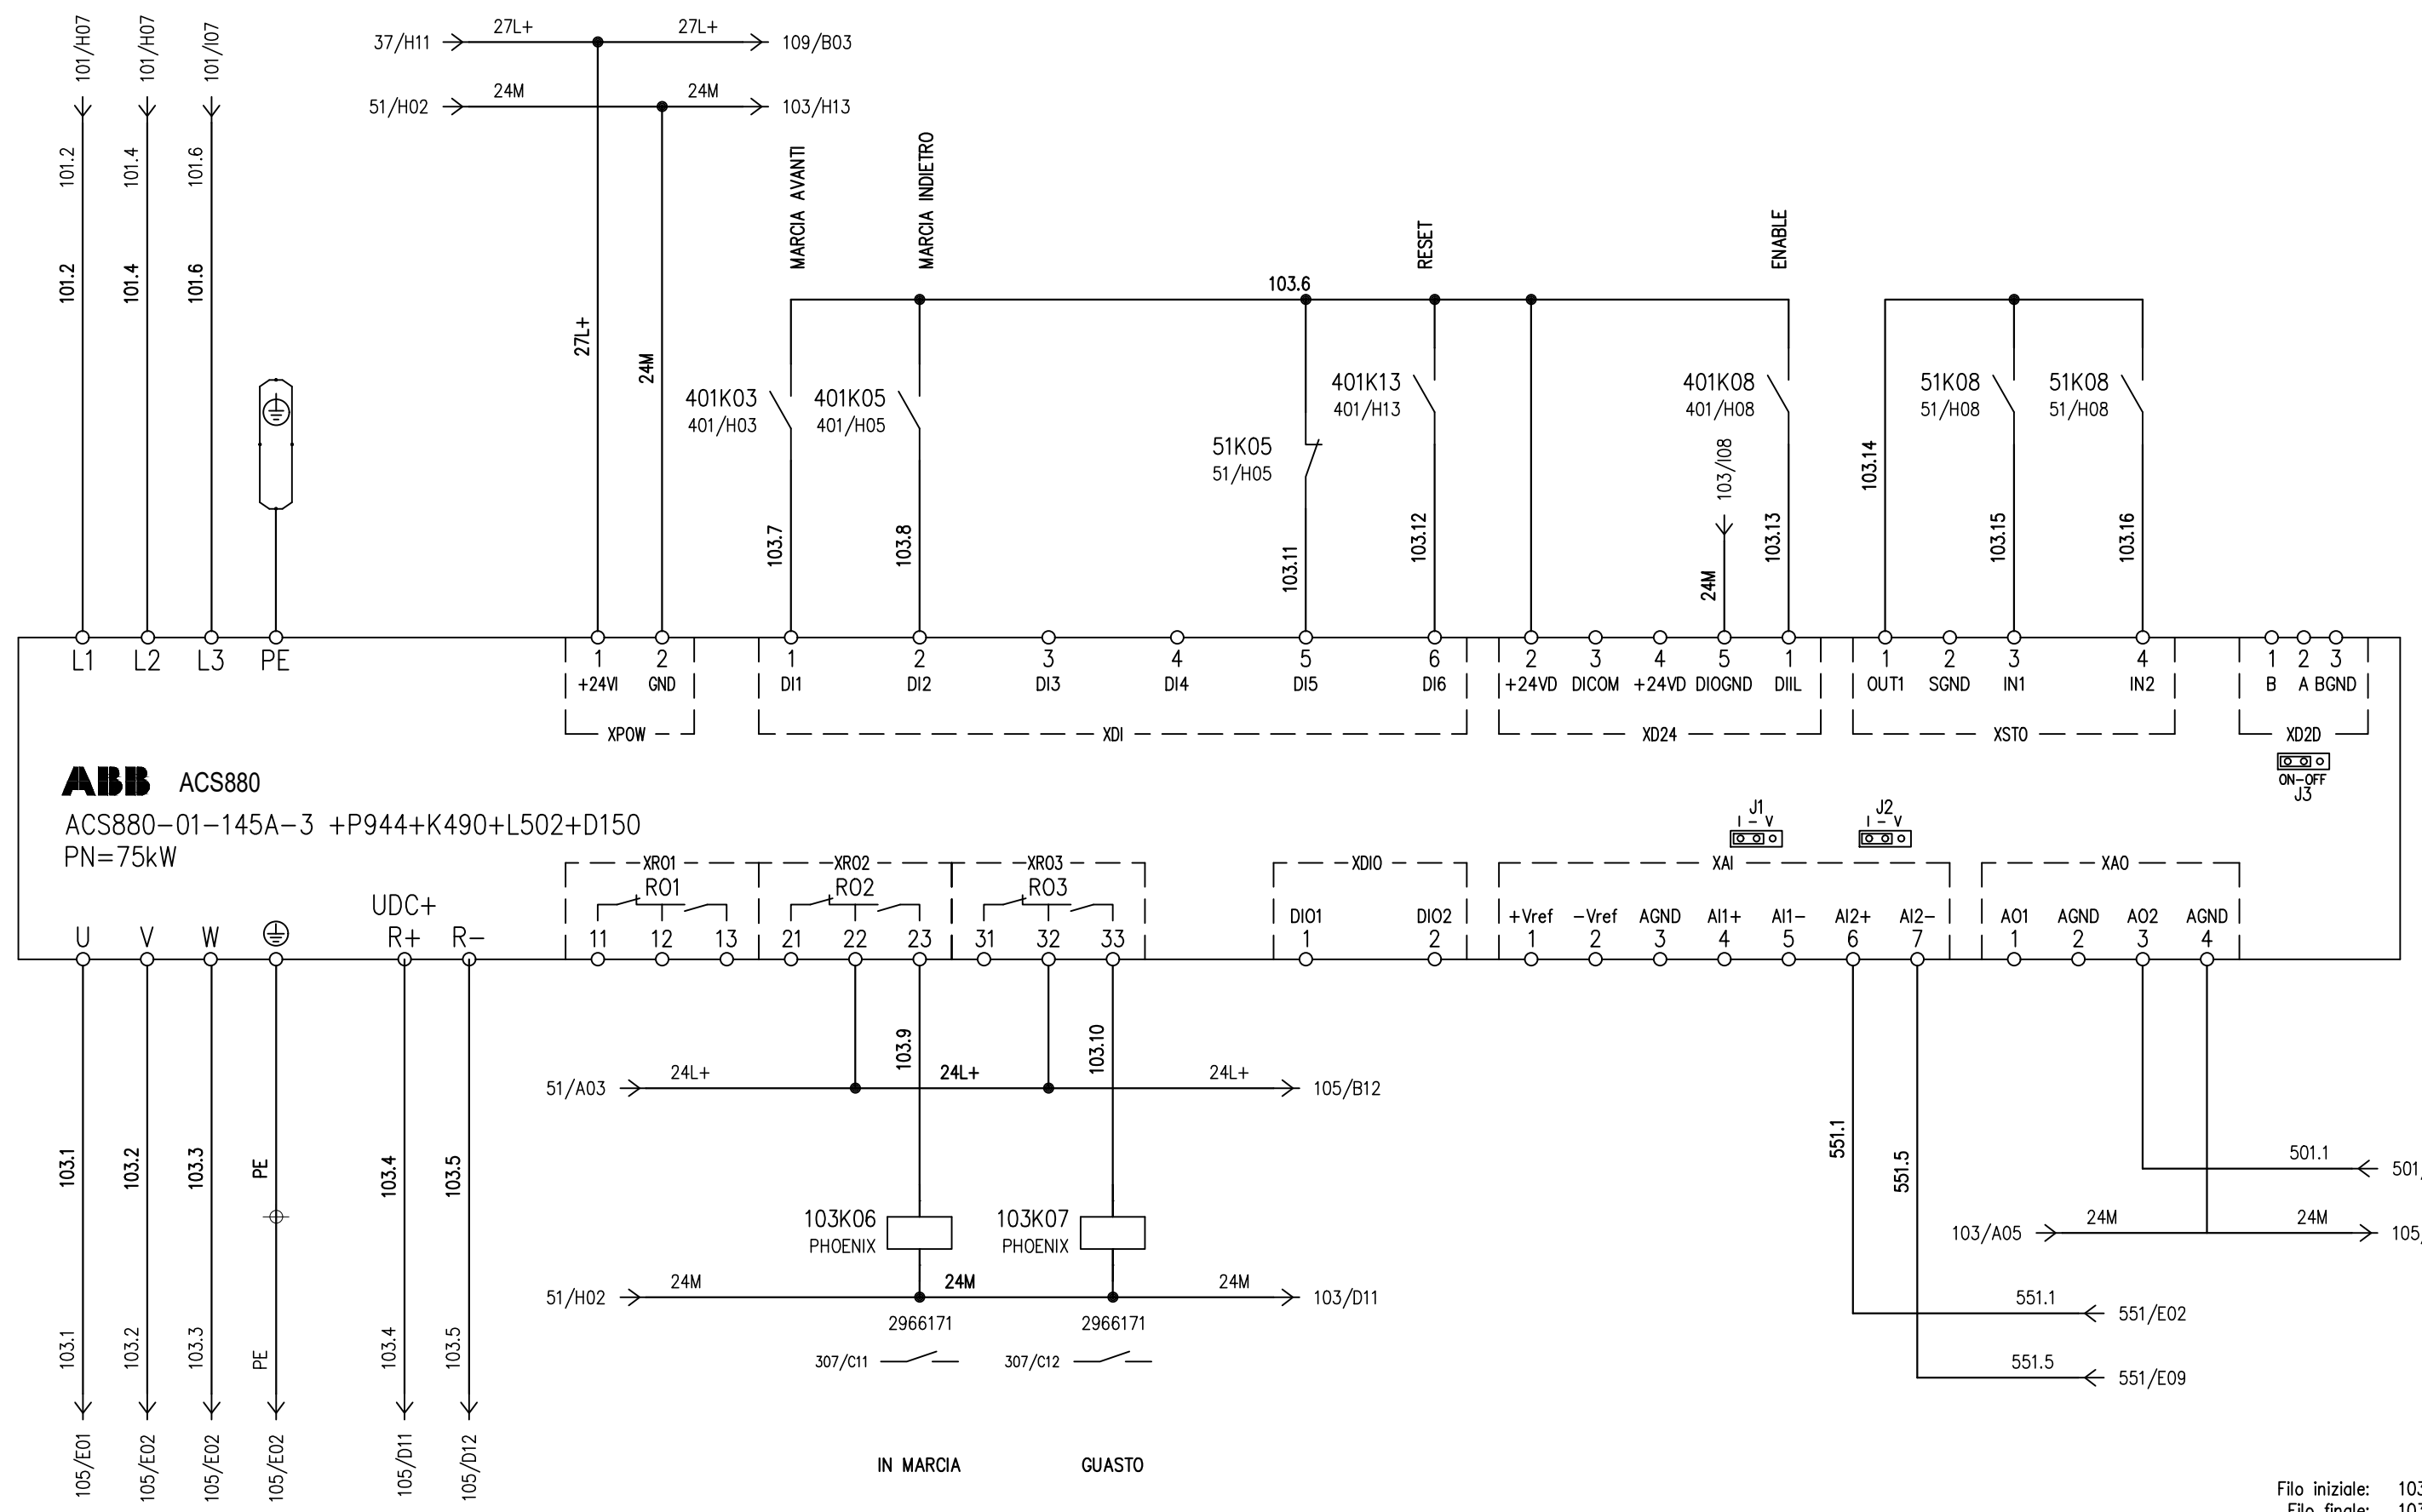 101/H07
101/H07
101/I07
37/H11
27L+
27L+
109/B03
51/H02
24M
24M
103/H13
101.2
101.4
101.6
MARCIA AVANTI
MARCIA INDIETRO
RESET
ENABLE
101.2
101.4
101.6
27L+
24M
103.6
401K03
401/H03
401K05
401/H05
51K05
51/H05
401K13
401/H13
401K08
401/H08
51K08
51/H08
51K08
51/H08
103/I08
103.7
103.8
103.11
103.12
24M
103.13
103.14
103.15
103.16
L1 L2 L3 PE
1 2
+24VI GND
XPOW
1 2 3 4 5 6
DI1 DI2 DI3 DI4 DI5 DI6
XDI
2 3 4 5 1
+24VD DICOM +24VD DIOGND DIIL
XD24
1 2 3 4
OUT1 SGND IN1 IN2
XSTO
1 2 3
B A BGND
XD2D
ON-OFF
J3
ABB ACS880
ACS880-01-145A-3 +P944+K490+L502+D150
PN=75kW
J1
I - V
J2
I - V
XRO1
RO1
11 12 13
XRO2
RO2
21 22 23
XRO3
RO3
31 32 33
XDIO
DIO1 DIO2
1 2
XAI
+Vref -Vref AGND AI1+ AI1- AI2+ AI2-
1 2 3 4 5 6 7
XAO
AO1 AGND AO2 AGND
1 2 3 4
UDC+
U V W R+ R-
103.9
103.10
51/A03
24L+
24L+
24L+
105/B12
103.1
103.2
103.3
PE
103.4
103.5
551.1
551.5
501.1
501
103/A05
24M
24M
105
103K06
PHOENIX
103K07
PHOENIX
51/H02
24M
24M
24M
103/D11
2966171
2966171
307/C11
307/C12
551.1
551/E02
551.5
551/E09
103.1
103.2
103.3
PE
103.4
103.5
105/E01
105/E02
105/E02
105/E02
105/D11
105/D12
IN MARCIA
GUASTO
Filo iniziale: 103
Filo finale: 103